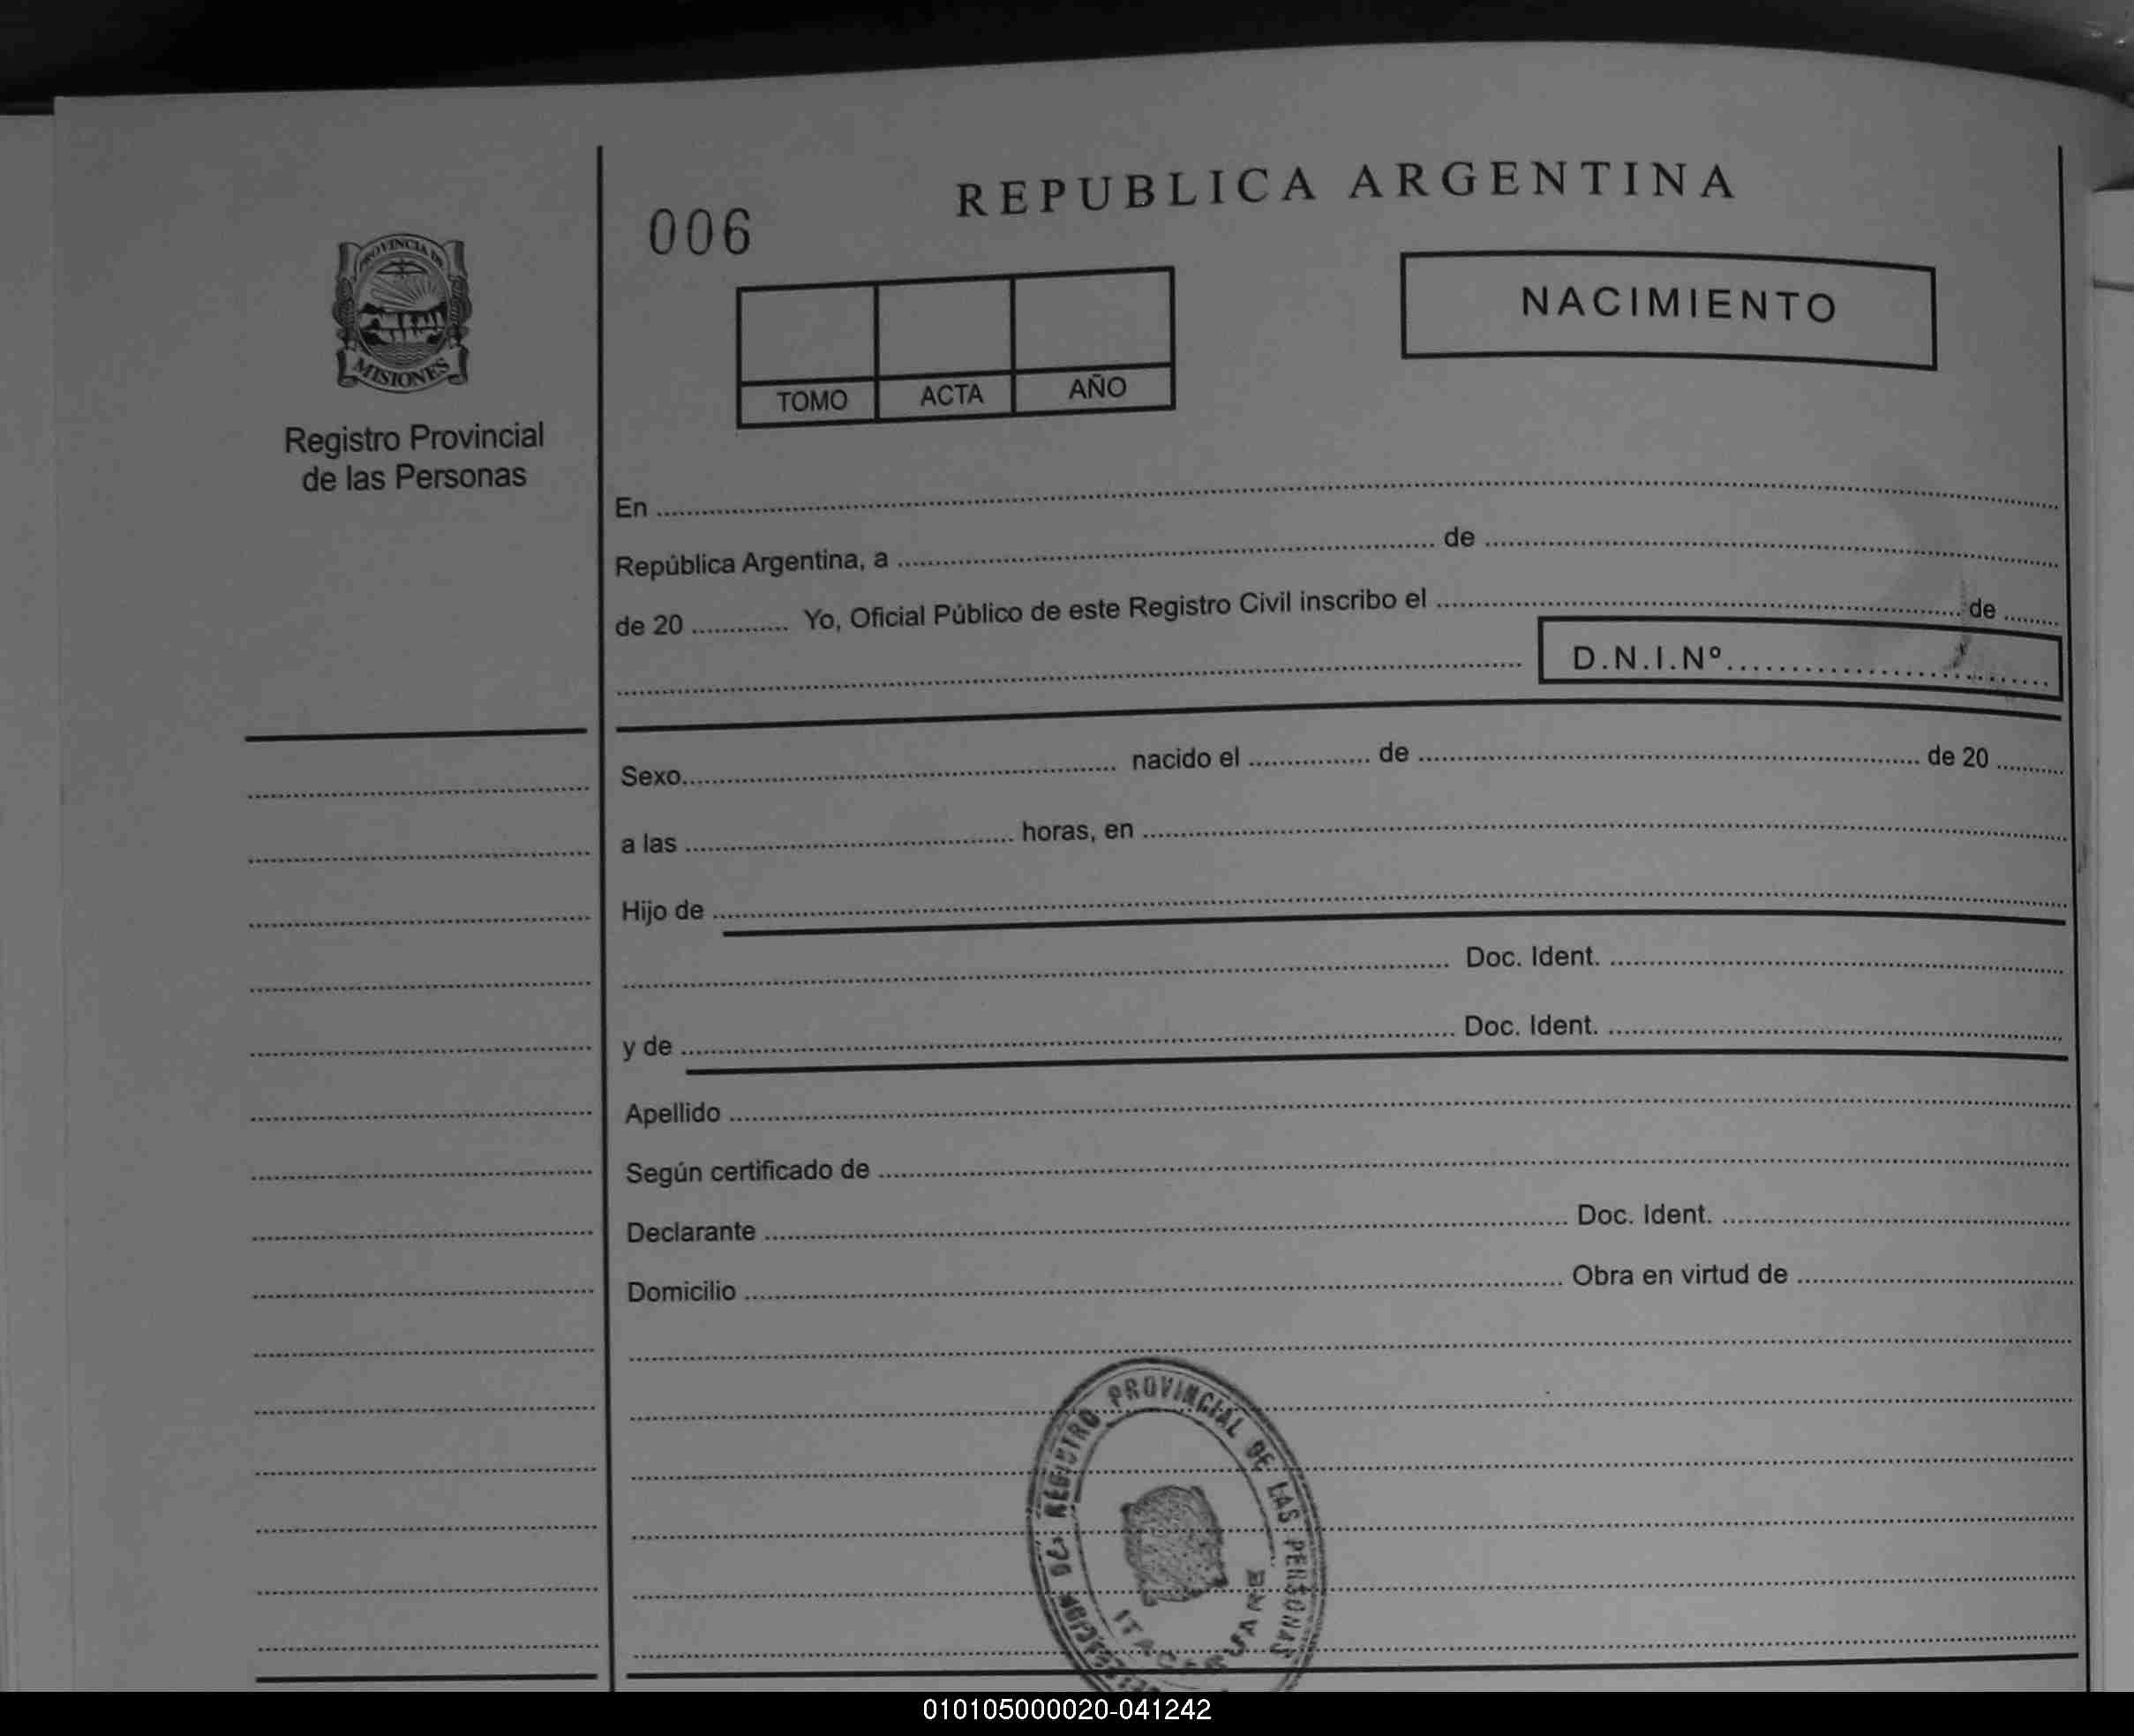 PROVINCIA DE
MISIONES
Registro Provincial
de las Personas
006
REPUBLICA ARGENTINA
NACIMIENTO
TOMO ACTA AÑO
En
República Argentina, a de
de 20 Yo, Oficial Público de este Registro Civil inscribo el de
D.N.I.Nº
Sexo nacido el de de 20
a las horas, en
Hijo de
Doc. Ident.
y de Doc. Ident.
Apellido
Según certificado de
Declarante Doc. Ident.
Domicilio Obra en virtud de
REGISTRO PROVINCIAL DE LAS PERSONAS
010105000020-041242